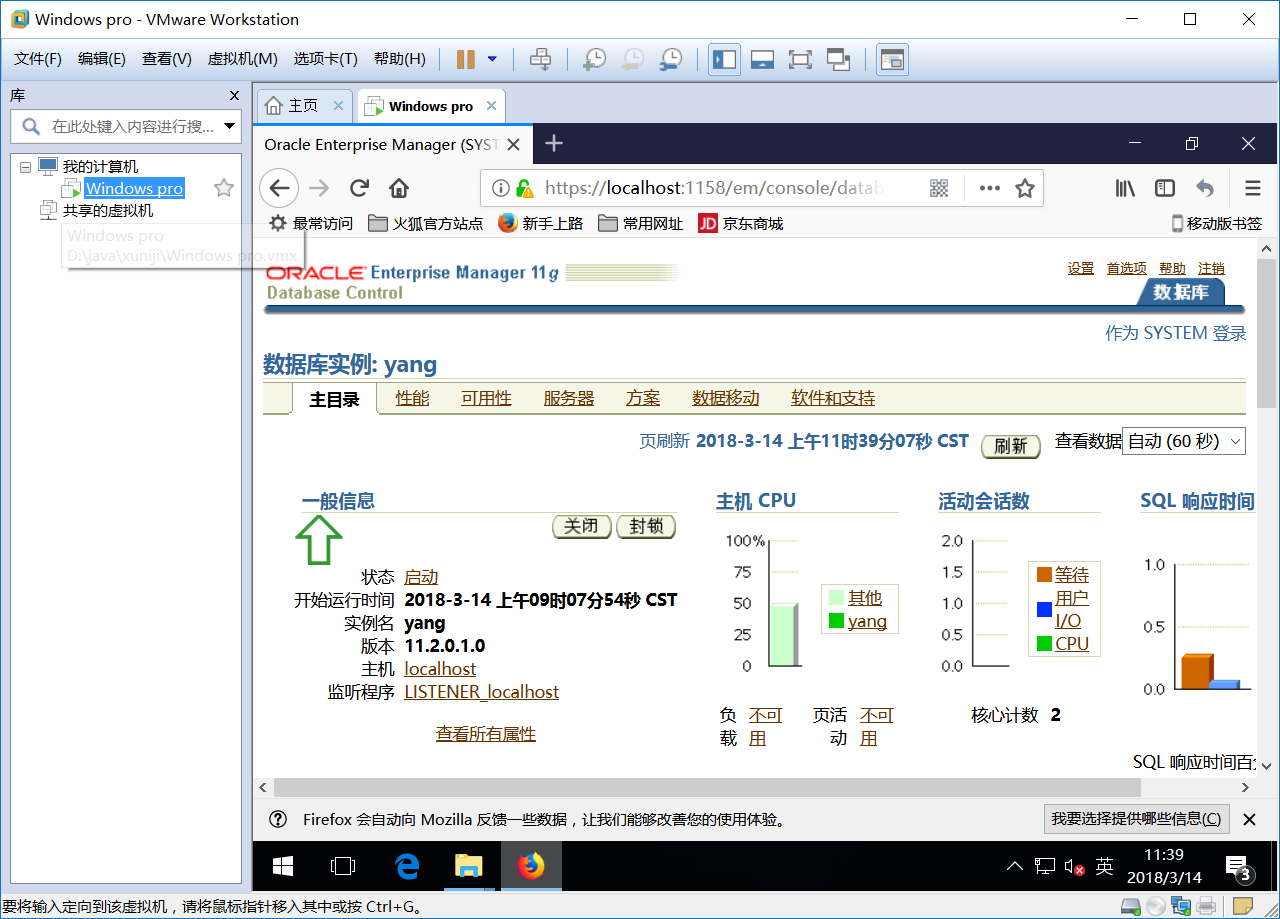 Windows pro - VMware Workstation
文件(F) 编辑(E) 查看(V) 虚拟机(M) 选项卡(T) 帮助(H)
库
在此处键入内容进行搜...
我的计算机
Windows pro
共享的虚拟机
Windows pro
D:\java\xuniji\Windows pro.vmx
主页 Windows pro
Oracle Enterprise Manager (SYST
https://localhost:1158/em/console/datab
最常访问 火狐官方站点 新手上路 常用网址 JD 京东商城 移动版书签
ORACLE Enterprise Manager 11g
Database Control
设置 首选项 帮助 注销
数据库
作为 SYSTEM 登录
数据库实例: yang
主目录 性能 可用性 服务器 方案 数据移动 软件和支持
页刷新 2018-3-14 上午11时39分07秒 CST 刷新 查看数据 自动 (60 秒)
一般信息
关闭 封锁
状态 启动
开始运行时间 2018-3-14 上午09时07分54秒 CST
实例名 yang
版本 11.2.0.1.0
主机 localhost
监听程序 LISTENER_localhost
查看所有属性
主机 CPU
100%
75
50
25
0
其他
yang
负载 不可用 页活动 不可用
活动会话数
2.0
1.5
1.0
0.5
0.0
等待
用户 I/O
CPU
核心计数 2
SQL 响应时间
1.0
0.5
0.0
SQL 响应时间百
Firefox 会自动向 Mozilla 反馈一些数据，让我们能够改善您的使用体验。 我要选择提供哪些信息(C)
英 11:39
2018/3/14
3
要将输入定向到该虚拟机，请将鼠标指针移入其中或按 Ctrl+G。